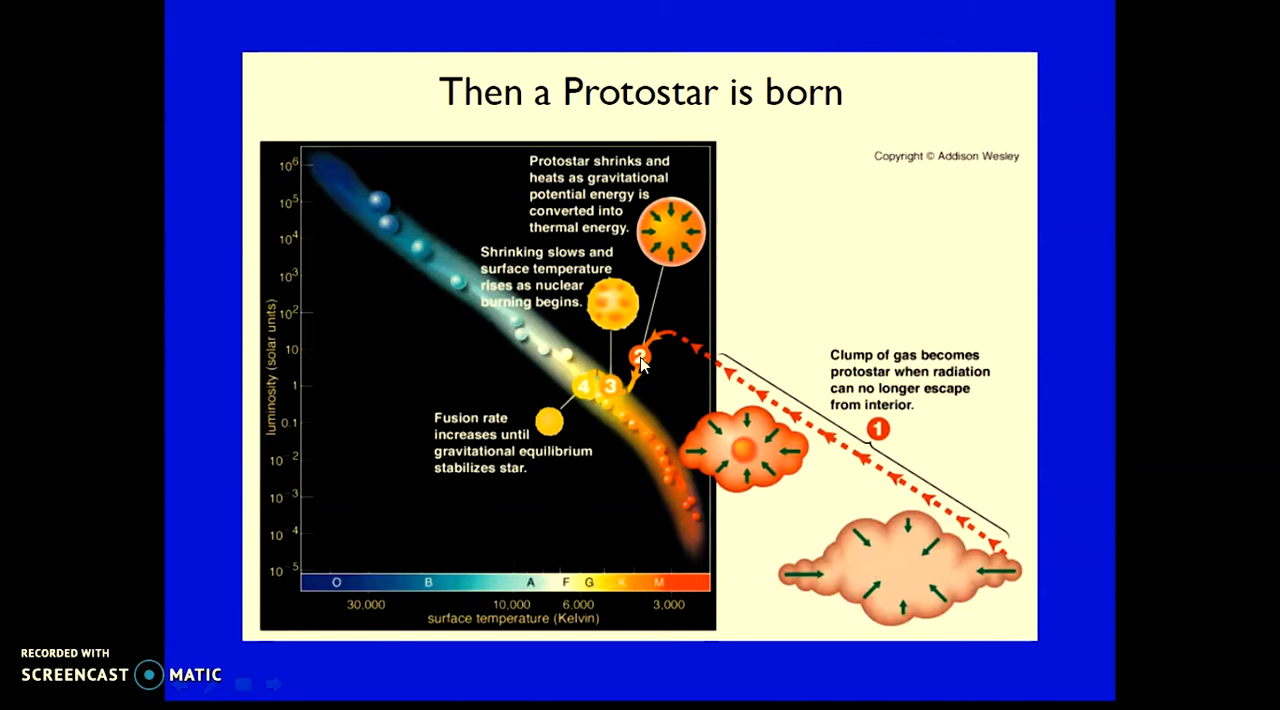 Then a Protostar is born
Copyright © Addison Wesley
Protostar shrinks and
heats as gravitational
potential energy is
converted into
thermal energy.
Shrinking slows and
surface temperature
rises as nuclear
burning begins.
2
4 3
Fusion rate
increases until
gravitational equilibrium
stabilizes star.
Clump of gas becomes
protostar when radiation
can no longer escape
from interior.
1
luminosity (solar units)
10⁶
10⁵
10⁴
10³
10²
10
1
0.1
10⁻²
10⁻³
10⁻⁴
10⁻⁵
O B A F G K M
30,000 10,000 6,000 3,000
surface temperature (Kelvin)
RECORDED WITH
SCREENCAST MATIC